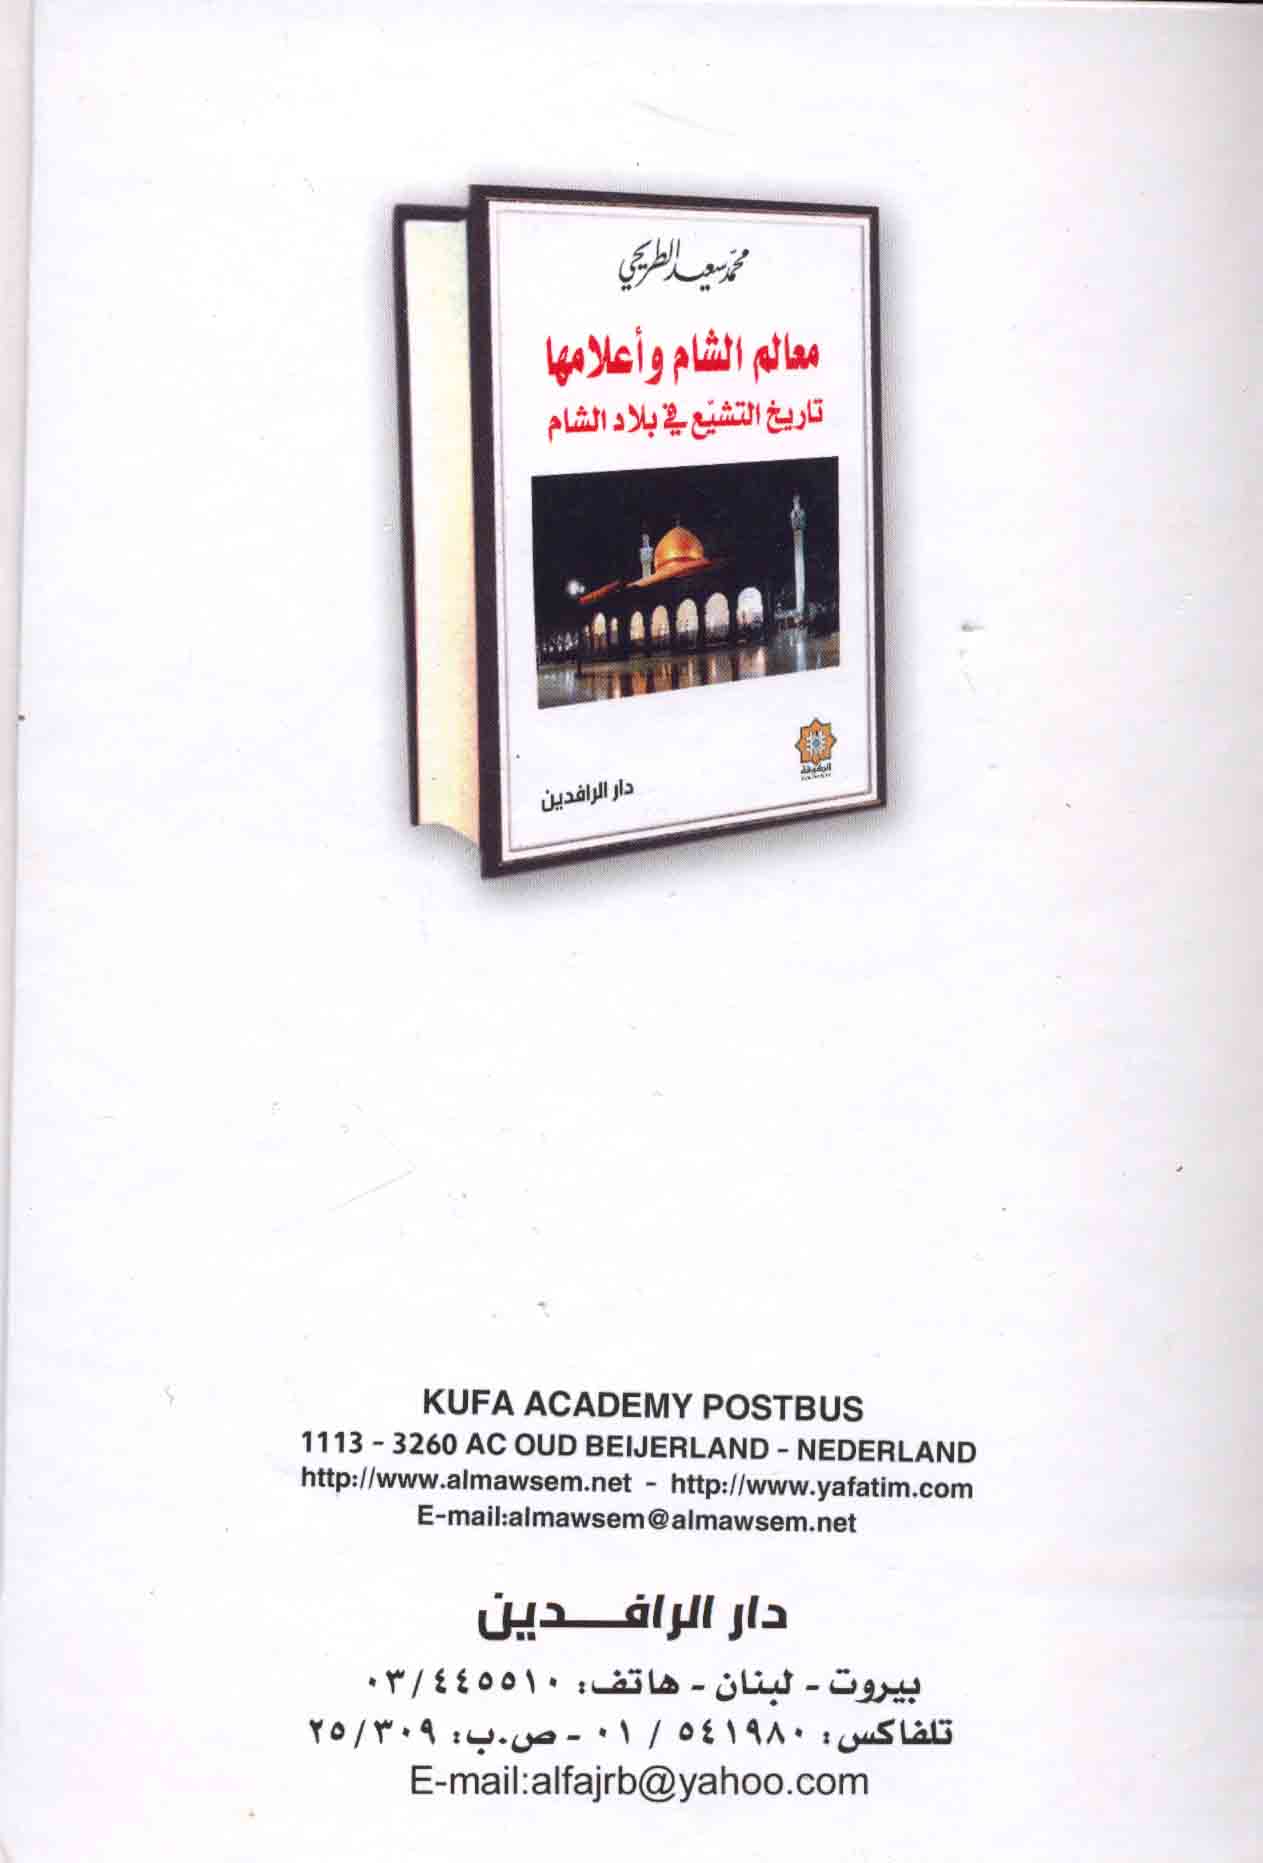 محمد سعيد الطريحي
معالم الشام وأعلامها
تاريخ التشيّع في بلاد الشام
الكوفة
دار الرافدين
KUFA ACADEMY POSTBUS
1113 - 3260 AC OUD BEIJERLAND - NEDERLAND
http://www.almawsem.net - http://www.yafatim.com
E-mail:almawsem@almawsem.net
دار الرافـــدين
بيروت - لبنان - هاتف: ٠٣/٤٤٥٥١٠
تلفاكس: ٥٤١٩٨٠ / ٠١ - ص.ب: ٢٥/٣٠٩
E-mail:alfajrb@yahoo.com